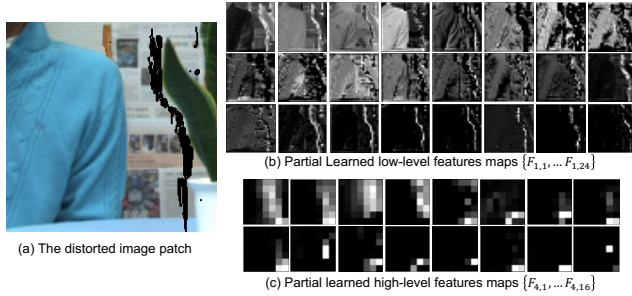 (a) The distorted image patch
(b) Partial Learned low-level features maps {F₁,₁,... F₁,₂₄}
(c) Partial learned high-level features maps {F₄,₁,... F₄,₁₆}